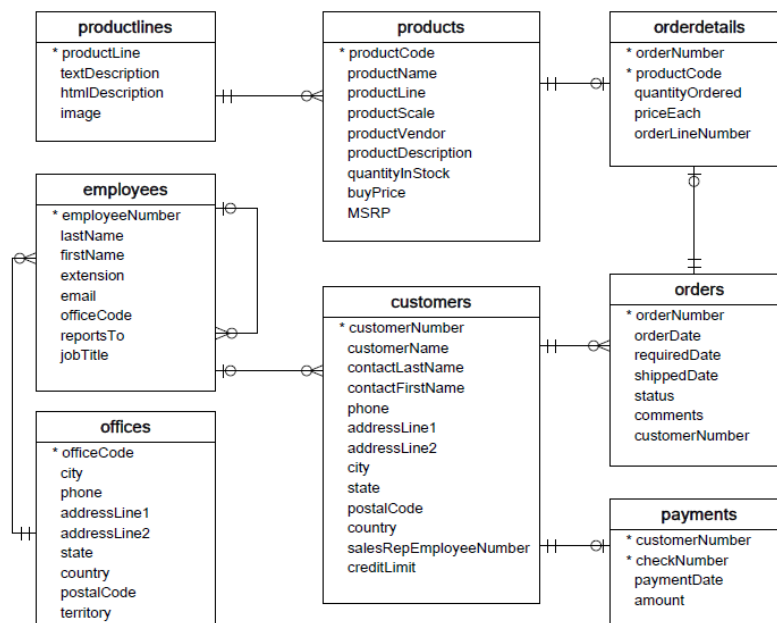 productlines
* productLine
textDescription
htmlDescription
image
products
* productCode
productName
productLine
productScale
productVendor
productDescription
quantityInStock
buyPrice
MSRP
orderdetails
* orderNumber
* productCode
quantityOrdered
priceEach
orderLineNumber
employees
* employeeNumber
lastName
firstName
extension
email
officeCode
reportsTo
jobTitle
customers
* customerNumber
customerName
contactLastName
contactFirstName
phone
addressLine1
addressLine2
city
state
postalCode
country
salesRepEmployeeNumber
creditLimit
orders
* orderNumber
orderDate
requiredDate
shippedDate
status
comments
customerNumber
offices
* officeCode
city
phone
addressLine1
addressLine2
state
country
postalCode
territory
payments
* customerNumber
* checkNumber
paymentDate
amount